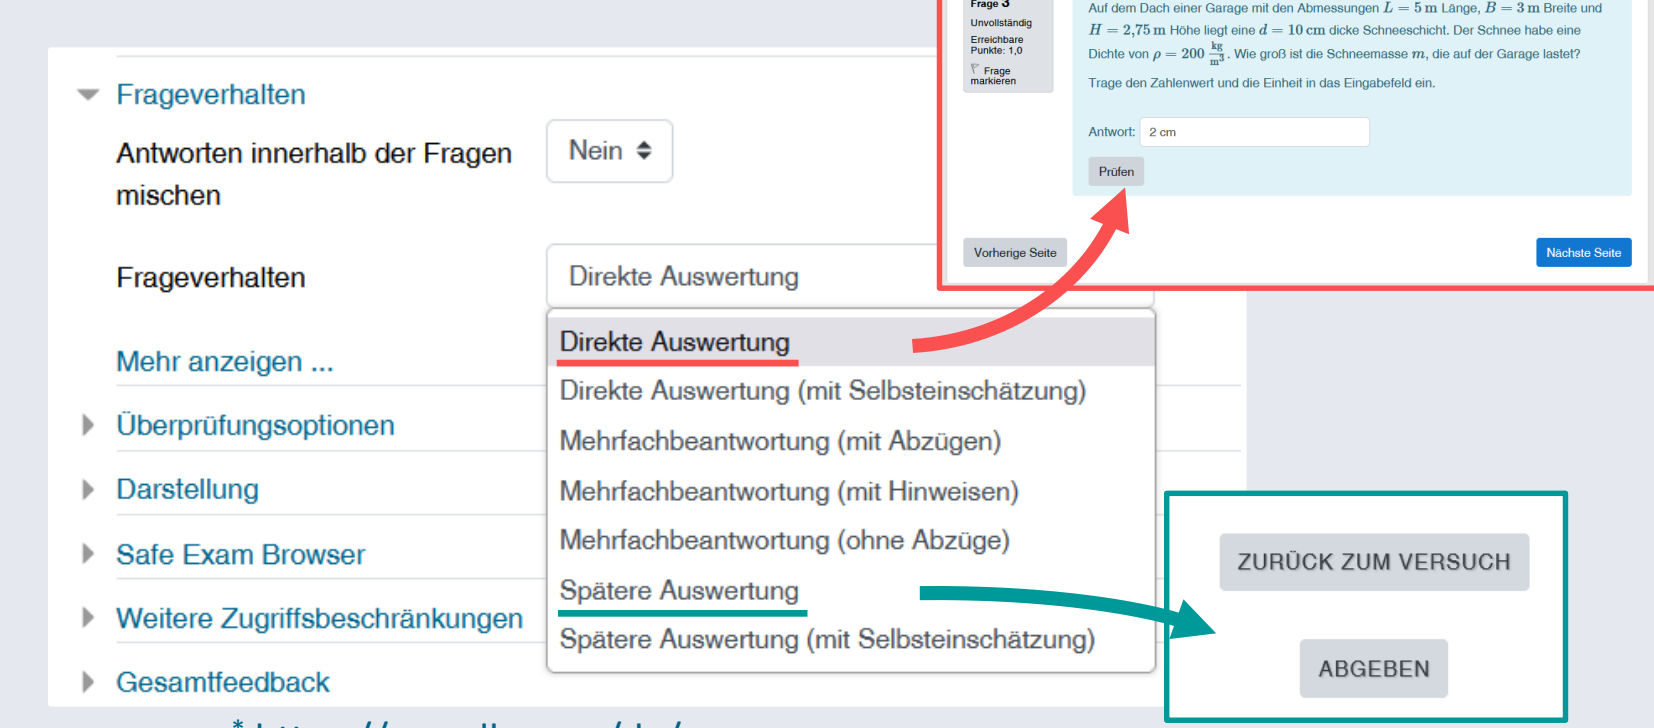 Frageverhalten
Antworten innerhalb der Fragen
mischen
Nein
Frageverhalten
Direkte Auswertung
Direkte Auswertung
Direkte Auswertung (mit Selbsteinschätzung)
Mehrfachbeantwortung (mit Abzügen)
Mehrfachbeantwortung (mit Hinweisen)
Mehrfachbeantwortung (ohne Abzüge)
Spätere Auswertung
Spätere Auswertung (mit Selbsteinschätzung)
Mehr anzeigen ...
Überprüfungsoptionen
Darstellung
Safe Exam Browser
Weitere Zugriffsbeschränkungen
Gesamtfeedback
Frage 3
Unvollständig
Erreichbare
Punkte: 1,0
Frage
markieren
Auf dem Dach einer Garage mit den Abmessungen L = 5 m Länge, B = 3 m Breite und
H = 2,75 m Höhe liegt eine d = 10 cm dicke Schneeschicht. Der Schnee habe eine
Dichte von ρ = 200 kg/m³. Wie groß ist die Schneemasse m, die auf der Garage lastet?
Trage den Zahlenwert und die Einheit in das Eingabefeld ein.
Antwort: 2 cm
Prüfen
Vorherige Seite
Nächste Seite
ZURÜCK ZUM VERSUCH
ABGEBEN